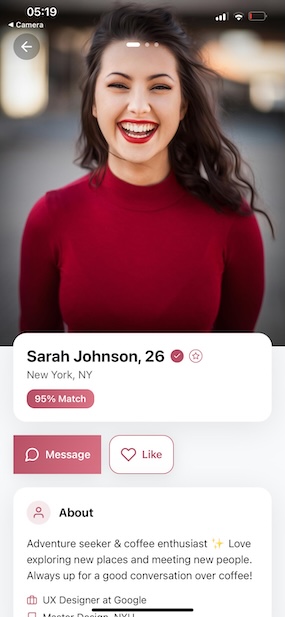 05:19
◀ Camera
Sarah Johnson, 26
New York, NY
95% Match
Message
Like
About
Adventure seeker & coffee enthusiast ✨ Love
exploring new places and meeting new people.
Always up for a good conversation over coffee!
UX Designer at Google
Master Design, NYU